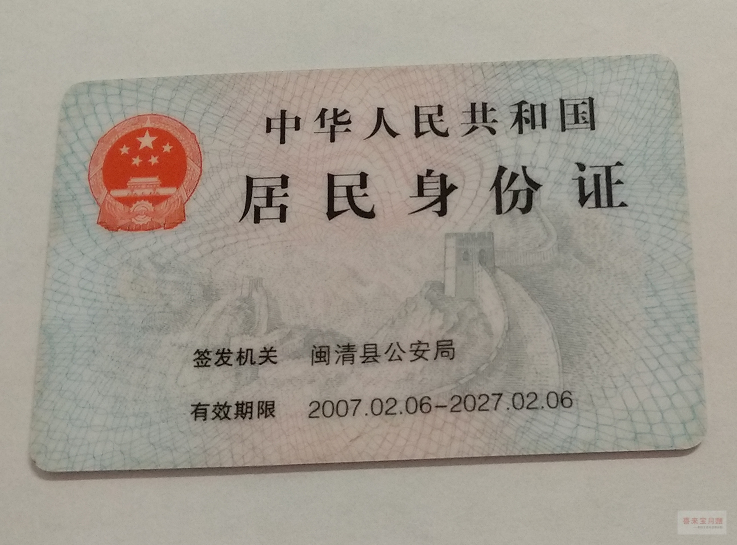 中华人民共和国
居民身份证
签发机关 闽清县公安局
有效期限 2007.02.06-2027.02.06